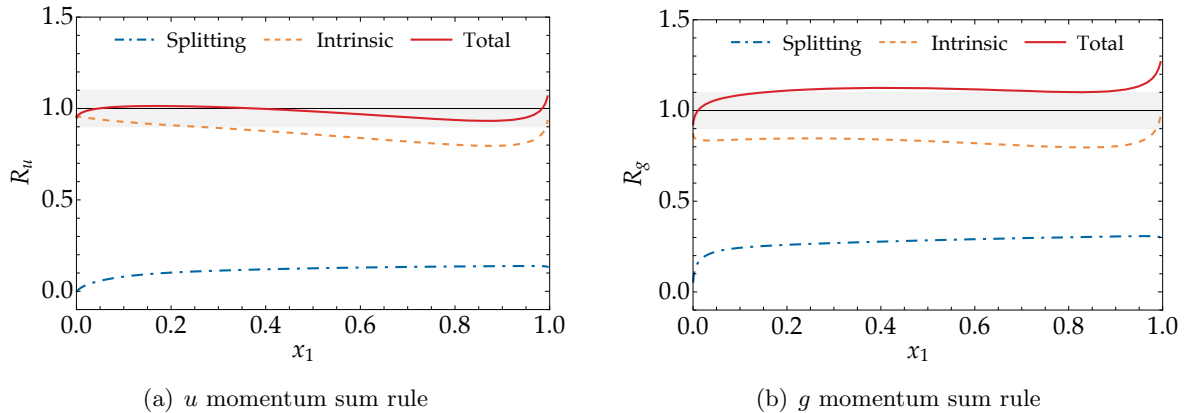 1.5
Splitting Intrinsic Total
1.0
R_u
0.5
0.0
0.0 0.2 0.4 0.6 0.8 1.0
x_1
(a) u momentum sum rule
1.5
Splitting Intrinsic Total
1.0
R_g
0.5
0.0
0.0 0.2 0.4 0.6 0.8 1.0
x_1
(b) g momentum sum rule